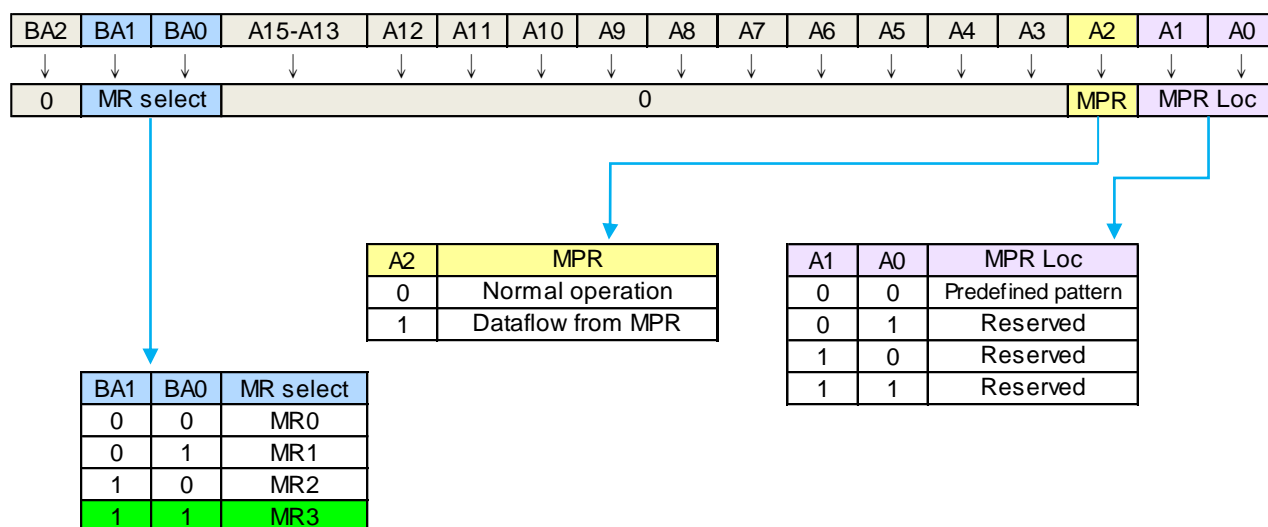 BA2 BA1 BA0 A15-A13 A12 A11 A10 A9 A8 A7 A6 A5 A4 A3 A2 A1 A0
0 MR select 0 MPR MPR Loc
A2 MPR
0 Normal operation
1 Dataflow from MPR
A1 A0 MPR Loc
0 0 Predefined pattern
0 1 Reserved
1 0 Reserved
1 1 Reserved
BA1 BA0 MR select
0 0 MR0
0 1 MR1
1 0 MR2
1 1 MR3